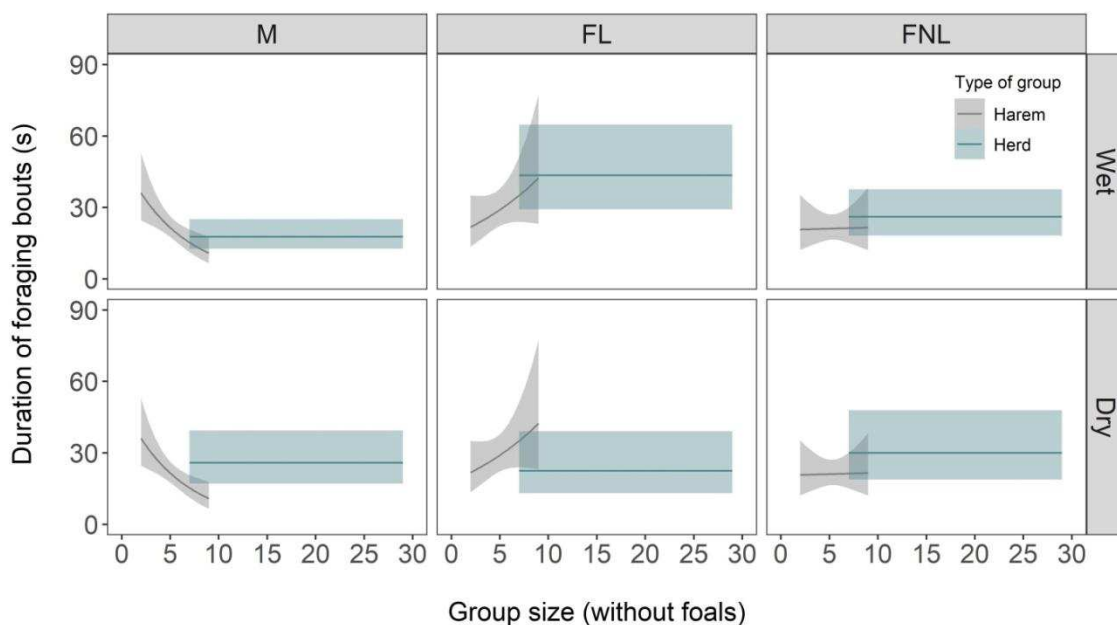 M FL FNL
Duration of foraging bouts (s)
90
60
30
0
Type of group
Harem
Herd
Wet
90
60
30
0
Dry
0 5 10 15 20 25 30 0 5 10 15 20 25 30 0 5 10 15 20 25 30
Group size (without foals)